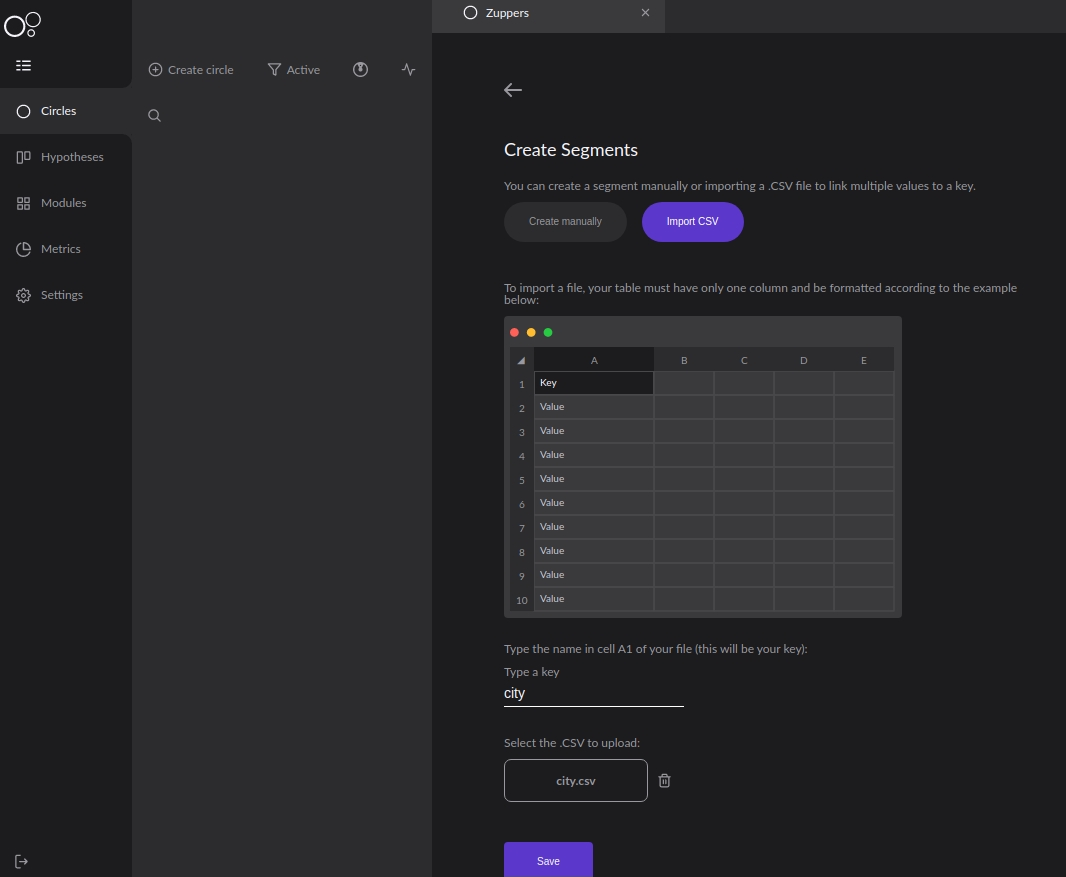 Zuppers
Create circle
Active
Circles
Hypotheses
Modules
Metrics
Settings
Create Segments
You can create a segment manually or importing a .CSV file to link multiple values to a key.
Create manually
Import CSV
To import a file, your table must have only one column and be formatted according to the example
below:
A B C D E
1 Key
2 Value
3 Value
4 Value
5 Value
6 Value
7 Value
8 Value
9 Value
10 Value
Type the name in cell A1 of your file (this will be your key):
Type a key
city
Select the .CSV to upload:
city.csv
Save